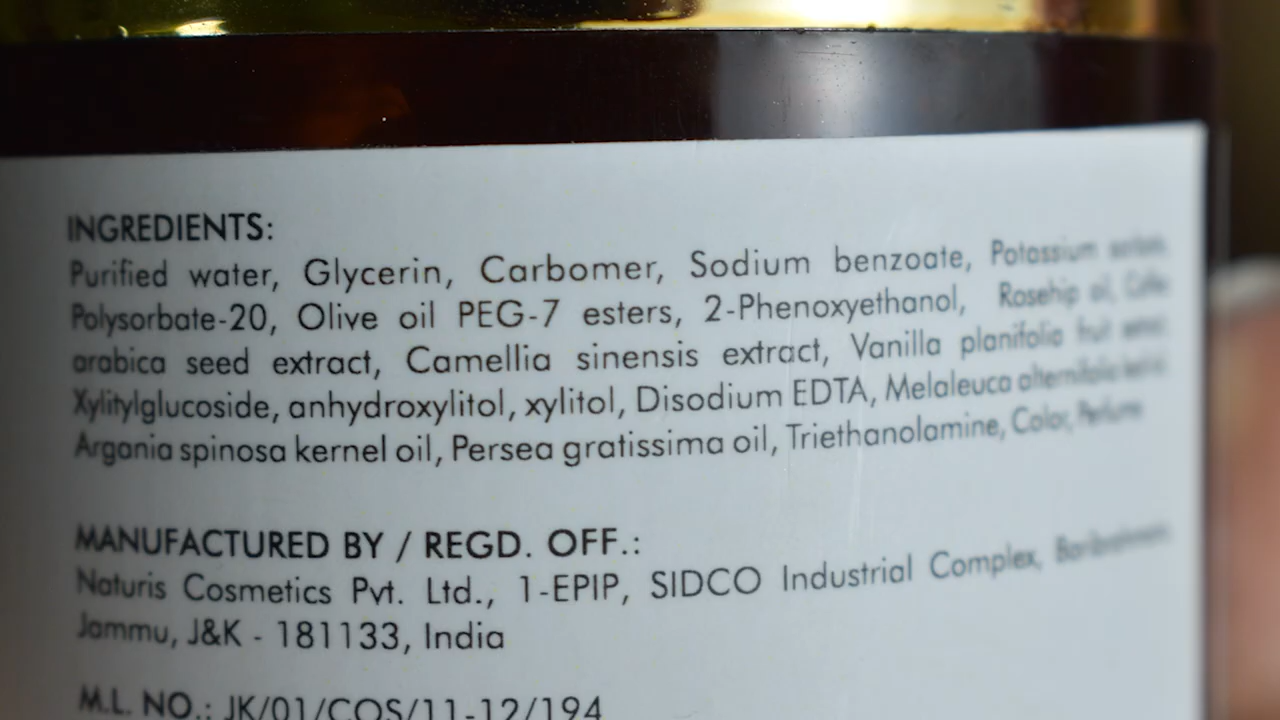 INGREDIENTS:
Purified water, Glycerin, Carbomer, Sodium benzoate, Potassium
Polysorbate-20, Olive oil PEG-7 esters, 2-Phenoxyethanol, Rosehip oil,
arabica seed extract, Camellia sinensis extract, Vanilla planifolia fruit
Xylitylglucoside, anhydroxylitol, xylitol, Disodium EDTA, Melaleuca
Argania spinosa kernel oil, Persea gratissima oil, Triethanolamine, Color, Perfume
MANUFACTURED BY / REGD. OFF.:
Naturis Cosmetics Pvt. Ltd., 1-EPIP, SIDCO Industrial Complex,
Jammu, J&K - 181133, India
M.L. NO.: JK/01/COS/11-12/194